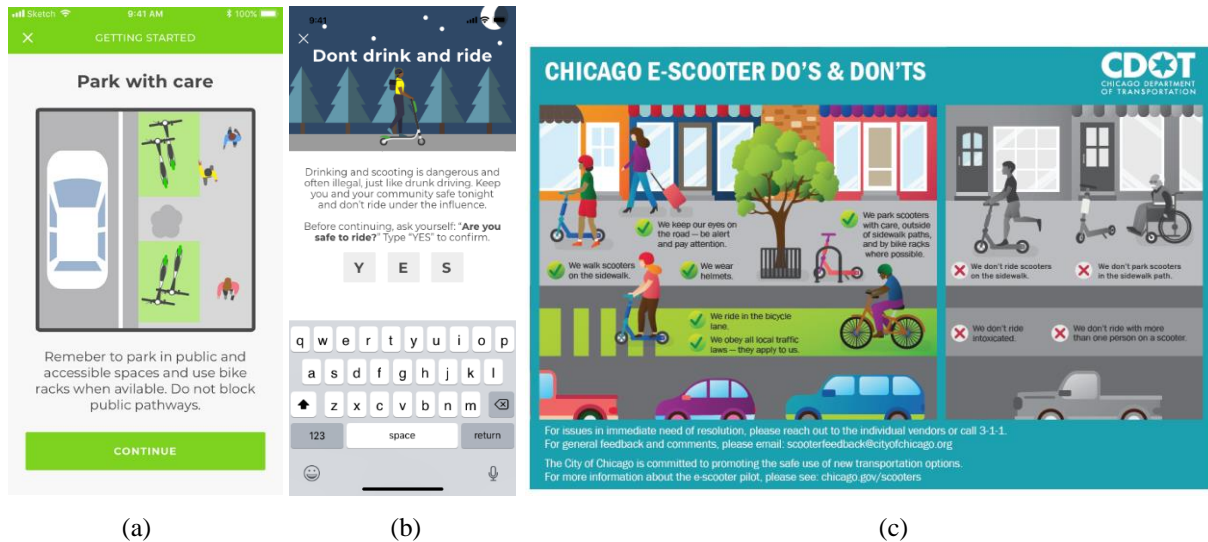 Sketch 9:41 AM 100%
GETTING STARTED
Park with care
Remeber to park in public and
accessible spaces and use bike
racks when avilable. Do not block
public pathways.
CONTINUE
(a)
9:41
Dont drink and ride
Drinking and scooting is dangerous and
often illegal, just like drunk driving. Keep
you and your community safe tonight
and don't ride under the influence.
Before continuing, ask yourself: "Are you
safe to ride?" Type "YES" to confirm.
Y E S
q w e r t y u i o p
a s d f g h j k l
z x c v b n m
123 space return
(b)
CHICAGO E-SCOOTER DO'S & DON'TS
CDOT
CHICAGO DEPARTMENT
OF TRANSPORTATION
We keep our eyes on
the road – be alert
and pay attention.
We park scooters
with care, outside
of sidewalk paths,
and by bike racks
where possible.
We walk scooters
on the sidewalk.
We wear
helmets.
We ride in the bicycle
lane.
We obey all local traffic
laws – they apply to us.
We don't ride scooters
on the sidewalk.
We don't park scooters
in the sidewalk path.
We don't ride
intoxicated.
We don't ride with more
than one person on a scooter.
For issues in immediate need of resolution, please reach out to the individual vendors or call 3-1-1.
For general feedback and comments, please email: scooterfeedback@cityofchicago.org
The City of Chicago is committed to promoting the safe use of new transportation options.
For more information about the e-scooter pilot, please see: chicago.gov/scooters
(c)